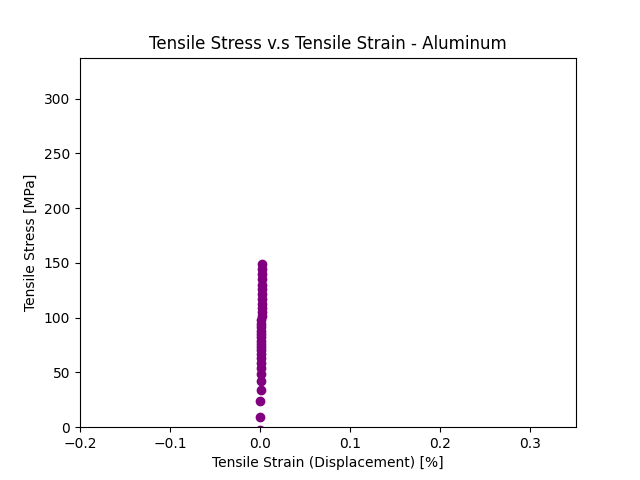 Tensile Stress v.s Tensile Strain - Aluminum
300
250
200
150
100
50
0
Tensile Stress [MPa]
−0.2 −0.1 0.0 0.1 0.2 0.3
Tensile Strain (Displacement) [%]